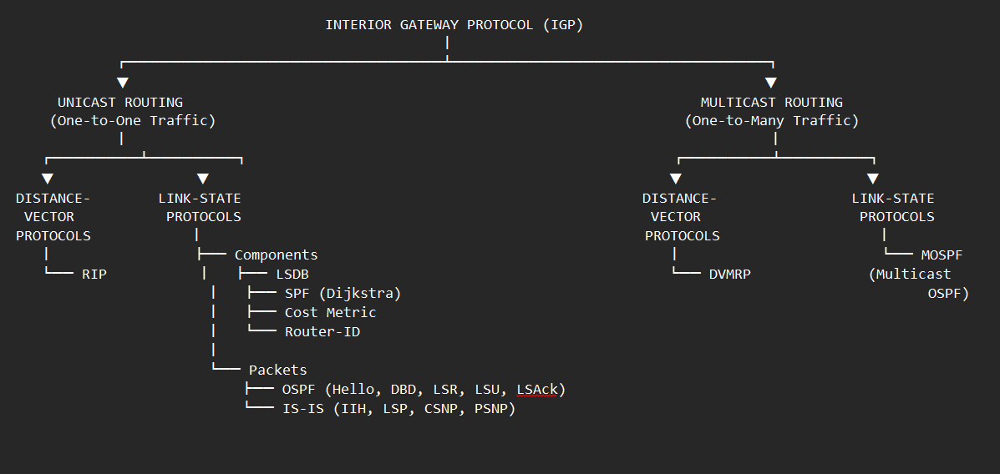 INTERIOR GATEWAY PROTOCOL (IGP)
UNICAST ROUTING
(One-to-One Traffic)
MULTICAST ROUTING
(One-to-Many Traffic)
DISTANCE-
VECTOR
PROTOCOLS
RIP
LINK-STATE
PROTOCOLS
Components
LSDB
SPF (Dijkstra)
Cost Metric
Router-ID
Packets
OSPF (Hello, DBD, LSR, LSU, LSAck)
IS-IS (IIH, LSP, CSNP, PSNP)
DISTANCE-
VECTOR
PROTOCOLS
DVMRP
LINK-STATE
PROTOCOLS
MOSPF
(Multicast
OSPF)